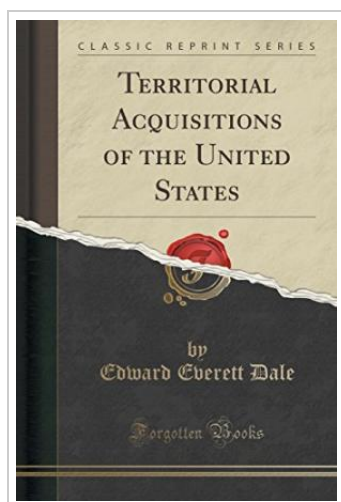 CLASSIC REPRINT SERIES
TERRITORIAL
ACQUISITIONS
OF THE UNITED
STATES
by
Edward Everett Dale
Forgotten Books